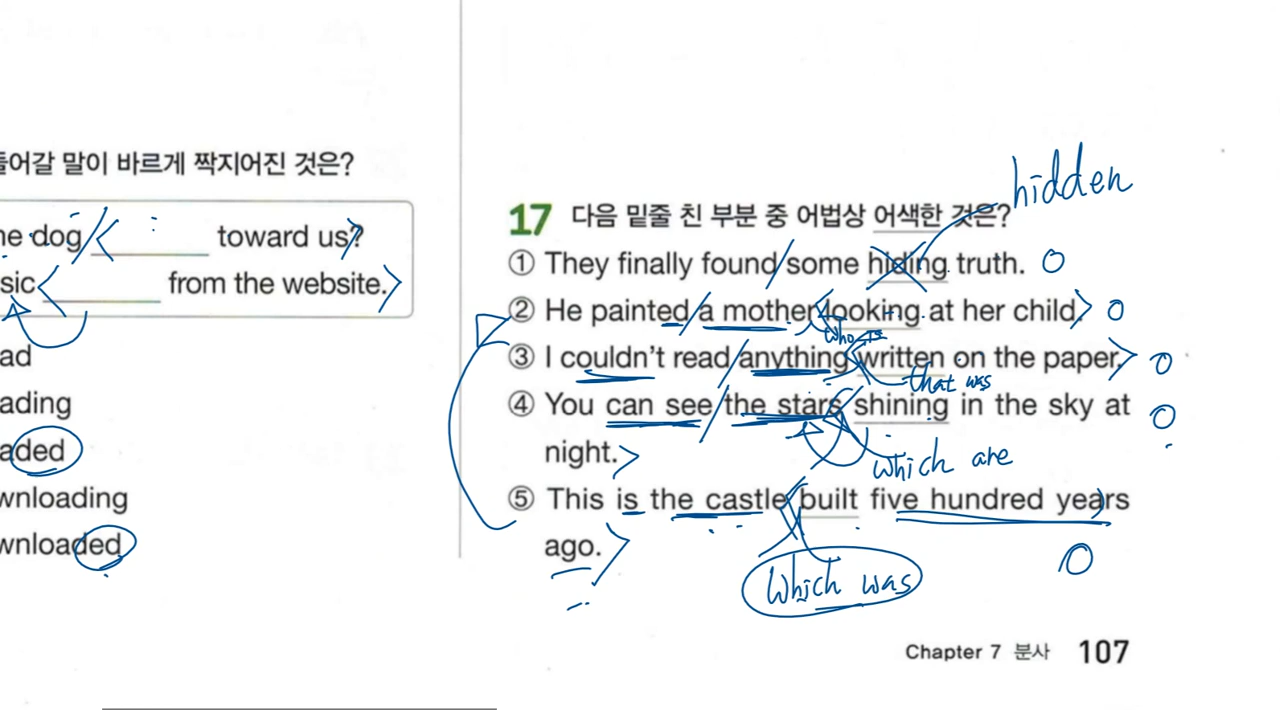 들어갈 말이 바르게 짝지어진 것은?
he dog ______ toward us?
sic ______ from the website.
ad
ading
aded
wnloading
wnloaded
hidden
17 다음 밑줄 친 부분 중 어법상 어색한 것은?
① They finally found some hiding truth. O
② He painted a mother looking at her child. O
who is
③ I couldn't read anything written on the paper. O
that was
④ You can see the stars shining in the sky at O
night.
which are
⑤ This is the castle built five hundred years
ago. O
Which was
Chapter 7 분사 107